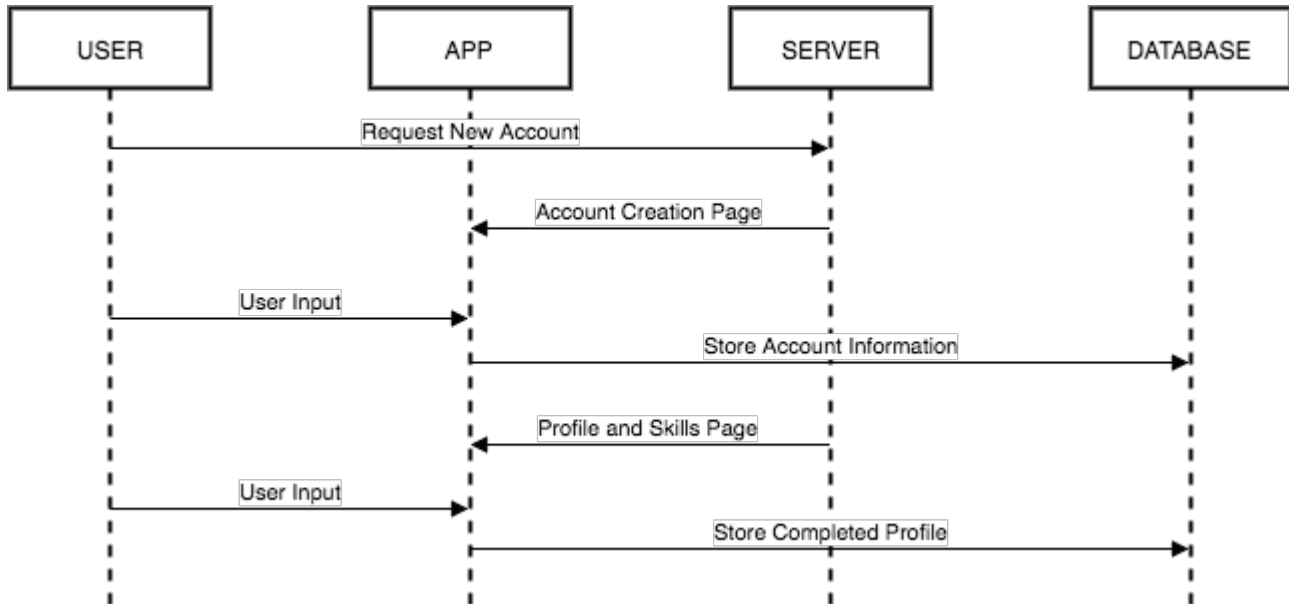 USER
APP
SERVER
DATABASE
Request New Account
Account Creation Page
User Input
Store Account Information
Profile and Skills Page
User Input
Store Completed Profile